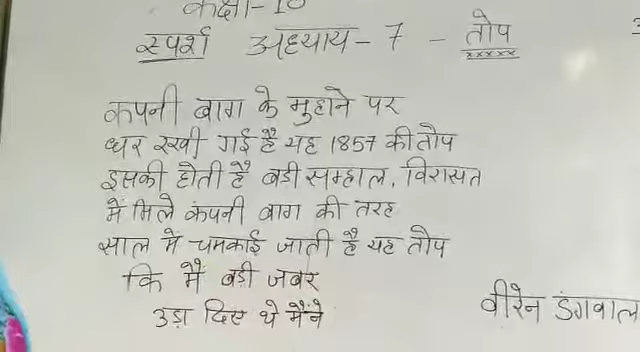 कक्षा-10
स्पर्श अध्याय - 7 - तोप
xxxxx
कंपनी बाग के मुहाने पर
धर रखी गई है यह 1857 की तोप
इसकी होती है बड़ी सम्हाल, विरासत
में मिले कंपनी बाग की तरह
साल में चमकाई जाती है यह तोप
कि मैं बड़ी जबर
उड़ा दिए थे मैंने
वीरेन डंगवाल